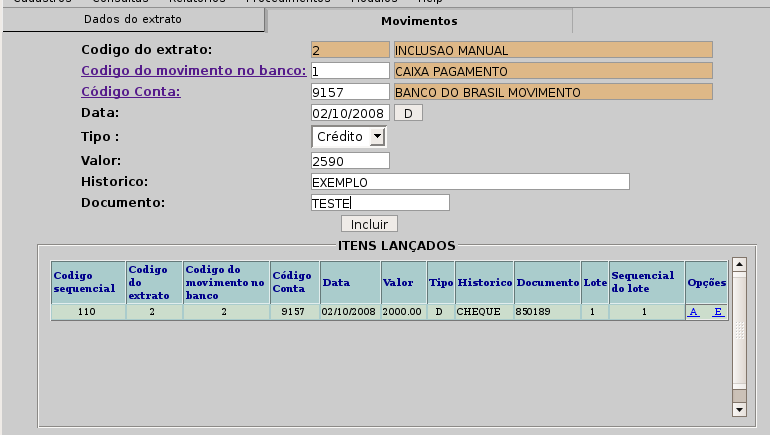 Cadastros Consultas Relatórios Procedimentos Módulos Help
Dados do extrato Movimentos
Codigo do extrato: 2 INCLUSAO MANUAL
Codigo do movimento no banco: 1 CAIXA PAGAMENTO
Código Conta: 9157 BANCO DO BRASIL MOVIMENTO
Data: 02/10/2008 D
Tipo : Crédito
Valor: 2590
Historico: EXEMPLO
Documento: TESTE
Incluir
ITENS LANÇADOS
Codigo sequencial Codigo do extrato Codigo do movimento no banco Código Conta Data Valor Tipo Historico Documento Lote Sequencial do lote Opções
110 2 2 9157 02/10/2008 2000.00 D CHEQUE 850189 1 1 A E